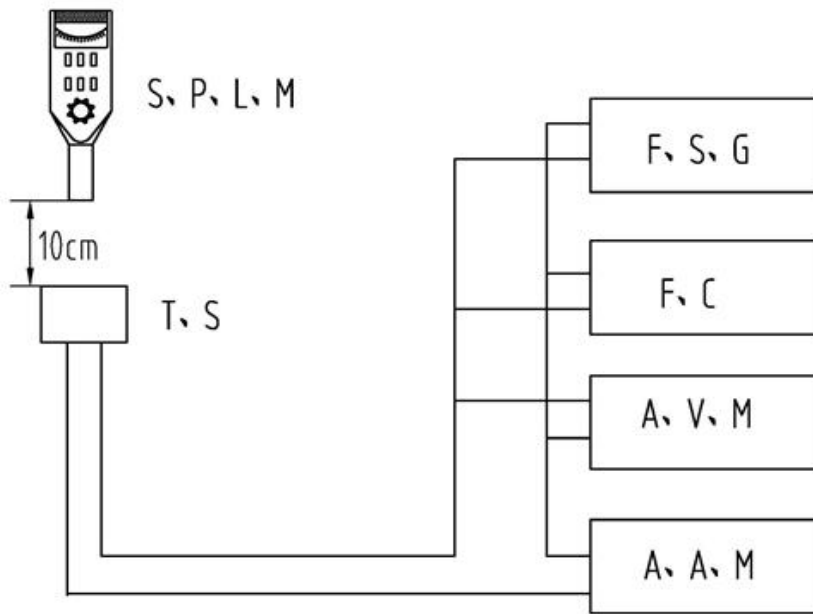 S、P、L、M
F、S、G
10cm
F、C
T、S
A、V、M
A、A、M